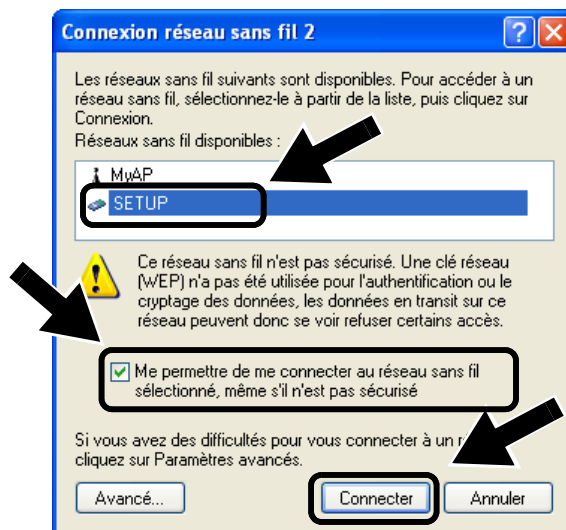 Connexion réseau sans fil 2
Les réseaux sans fil suivants sont disponibles. Pour accéder à un
réseau sans fil, sélectionnez-le à partir de la liste, puis cliquez sur
Connexion.
Réseaux sans fil disponibles :
MyAP
SETUP
Ce réseau sans fil n'est pas sécurisé. Une clé réseau
(WEP) n'a pas été utilisée pour l'authentification ou le
cryptage des données, les données en transit sur ce
réseau peuvent donc se voir refuser certains accès.
Me permettre de me connecter au réseau sans fil
sélectionné, même s'il n'est pas sécurisé
Si vous avez des difficultés pour vous connecter à un
cliquez sur Paramètres avancés.
Avancé... Connecter Annuler